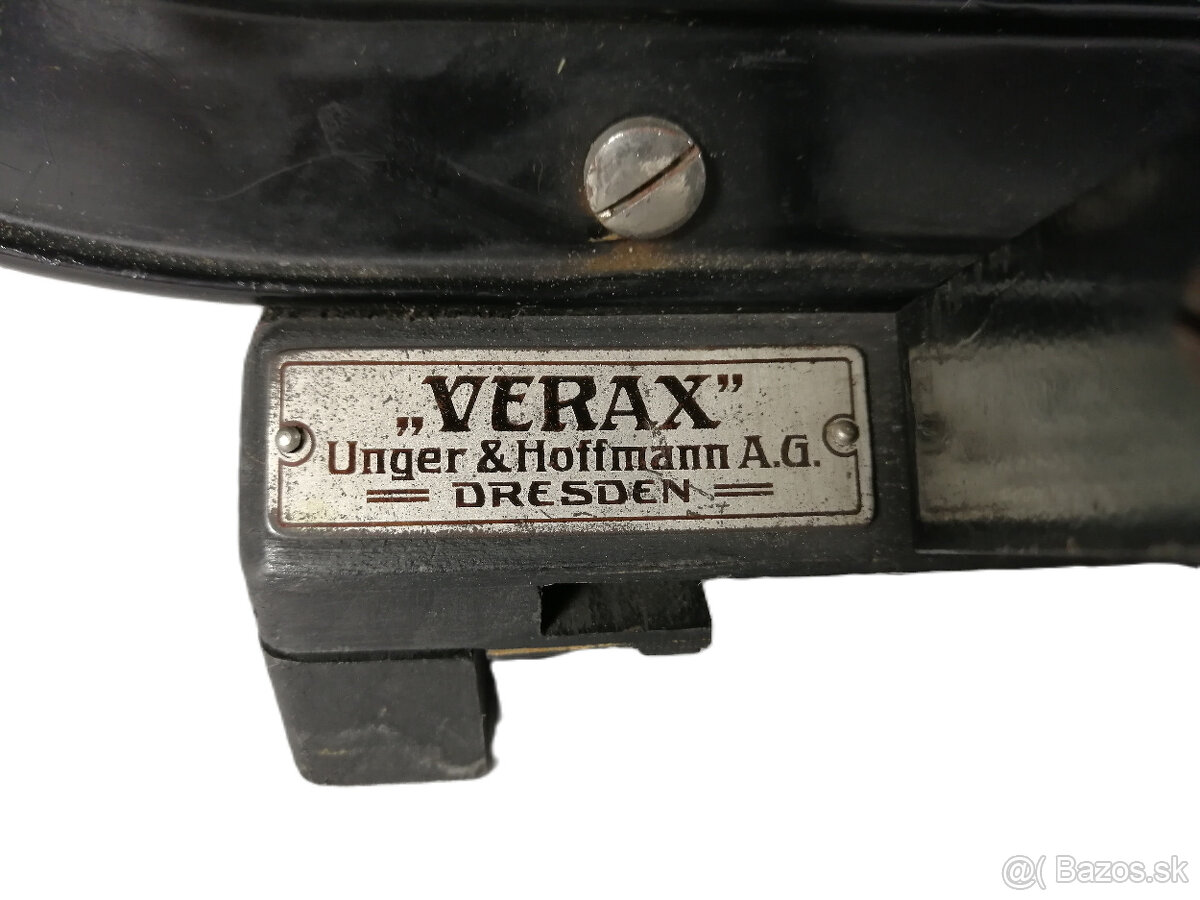 „VERAX”
Unger & Hoffmann A.G.
DRESDEN
@( Bazos.sk